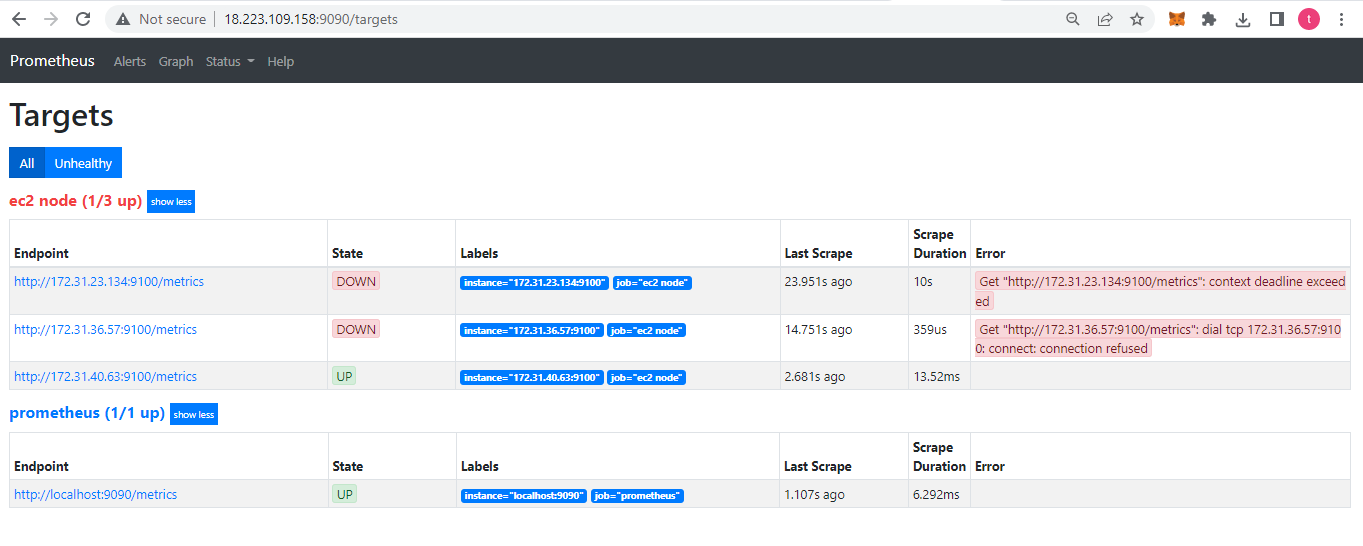 Not secure 18.223.109.158:9090/targets t
Prometheus Alerts Graph Status Help
Targets
All Unhealthy
ec2 node (1/3 up) show less
Endpoint State Labels Last Scrape Scrape Duration Error
http://172.31.23.134:9100/metrics DOWN instance="172.31.23.134:9100" job="ec2 node" 23.951s ago 10s Get "http://172.31.23.134:9100/metrics": context deadline exceed
ed
http://172.31.36.57:9100/metrics DOWN instance="172.31.36.57:9100" job="ec2 node" 14.751s ago 359us Get "http://172.31.36.57:9100/metrics": dial tcp 172.31.36.57:910
0: connect: connection refused
http://172.31.40.63:9100/metrics UP instance="172.31.40.63:9100" job="ec2 node" 2.681s ago 13.52ms
prometheus (1/1 up) show less
Endpoint State Labels Last Scrape Scrape Duration Error
http://localhost:9090/metrics UP instance="localhost:9090" job="prometheus" 1.107s ago 6.292ms